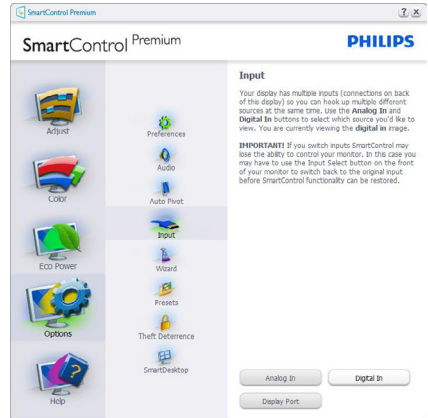 SmartControl Premium
SmartControl Premium
PHILIPS
Adjust
Color
Eco Power
Options
Help
Preferences
Audio
Auto Pivot
Input
Wizard
Presets
Theft Deterrence
SmartDesktop
Input
Your display has multiple inputs (connections on back
of this deplay) so you can hook up multiple different
sources at the same time. Use the Analog In and
Digital In buttons to select which source you'd like to
view. You are currently viewing the digital in image.
IMPORTANT! If you switch inputs SmartControl may
lose the ability to control your monitor. In this case you
may have to use the Input Select button on the front
of your monitor to switch back to the original input
before SmartControl functionality can be restored.
Analog In
Digital In
Display Port